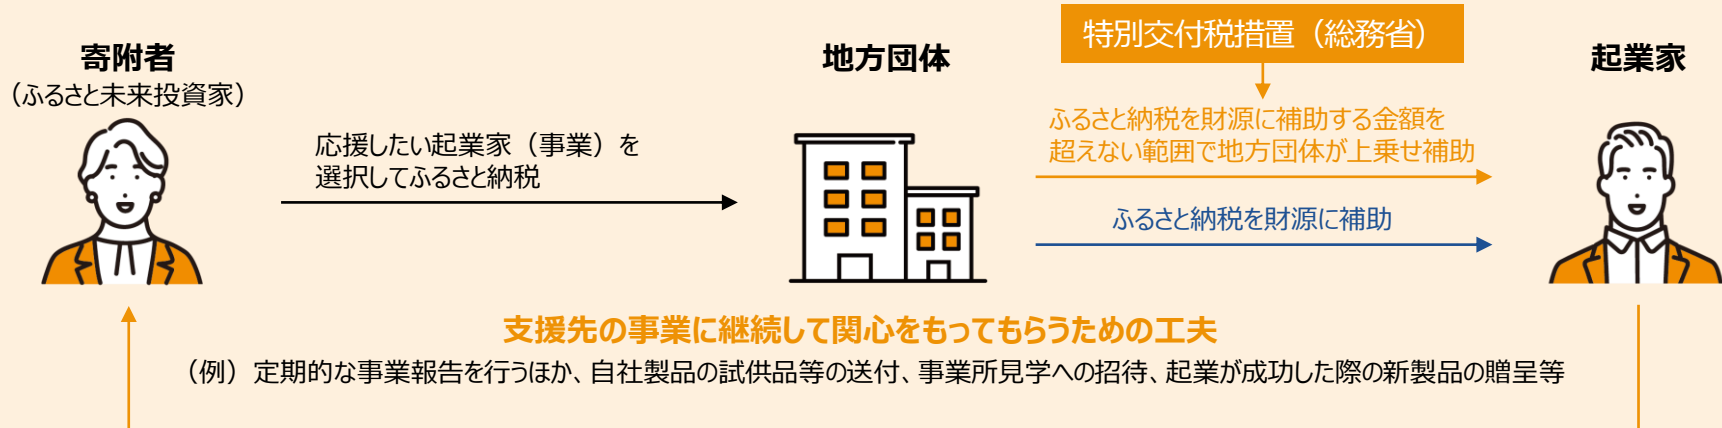 寄附者
（ふるさと未来投資家）
応援したい起業家（事業）を
選択してふるさと納税
地方団体
特別交付税措置（総務省）
ふるさと納税を財源に補助する金額を
超えない範囲で地方団体が上乗せ補助
ふるさと納税を財源に補助
起業家
支援先の事業に継続して関心をもってもらうための工夫
（例）定期的な事業報告を行うほか、自社製品の試供品等の送付、事業所見学への招待、起業が成功した際の新製品の贈呈等